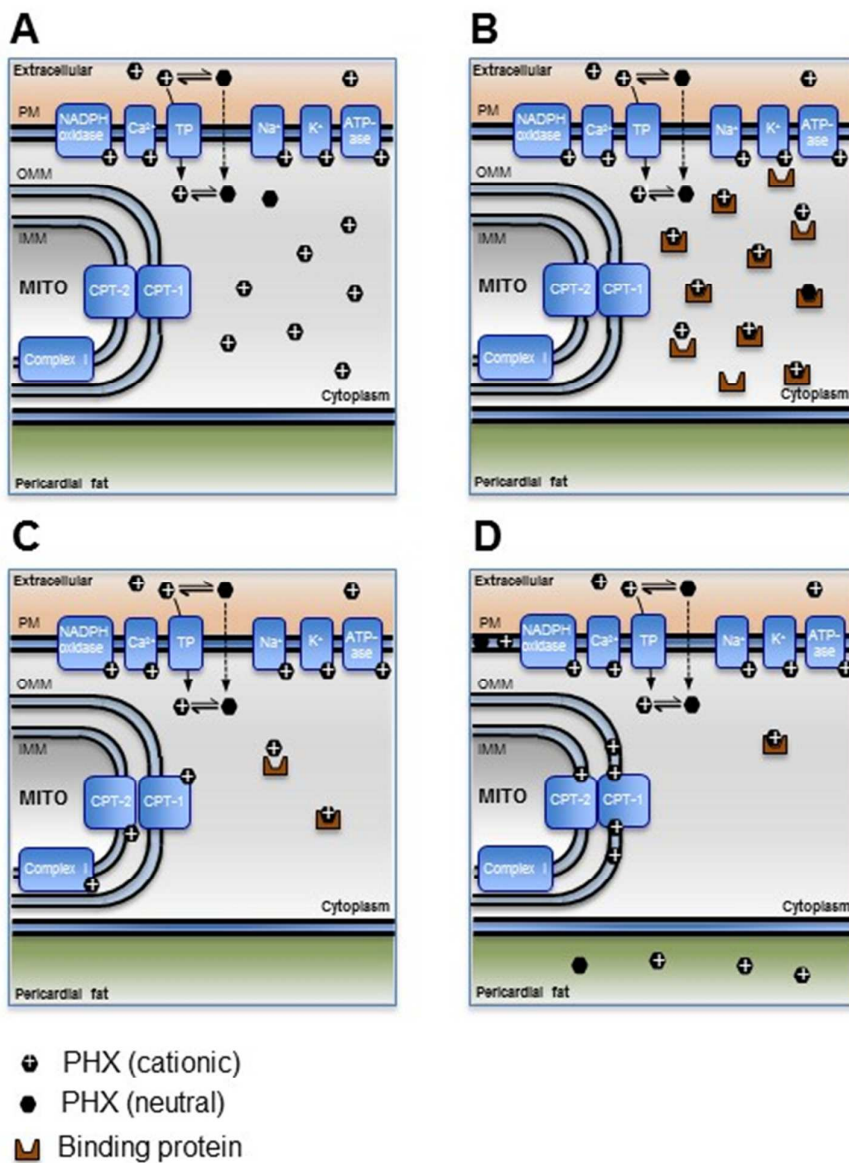 A
Extracellular
PM
NADPH
oxidase
Ca²⁺
TP
Na⁺
K⁺
ATP-
ase
OMM
IMM
MITO
CPT-2
CPT-1
Complex I
Cytoplasm
Pericardial fat
B
Extracellular
PM
NADPH
oxidase
Ca²⁺
TP
Na⁺
K⁺
ATP-
ase
OMM
IMM
MITO
CPT-2
CPT-1
Complex I
Cytoplasm
Pericardial fat
C
Extracellular
PM
NADPH
oxidase
Ca²⁺
TP
Na⁺
K⁺
ATP-
ase
OMM
IMM
MITO
CPT-2
CPT-1
Complex I
Cytoplasm
Pericardial fat
D
Extracellular
PM
NADPH
oxidase
Ca²⁺
TP
Na⁺
K⁺
ATP-
ase
OMM
IMM
MITO
CPT-2
CPT-1
Complex I
Cytoplasm
Pericardial fat
PHX (cationic)
PHX (neutral)
Binding protein